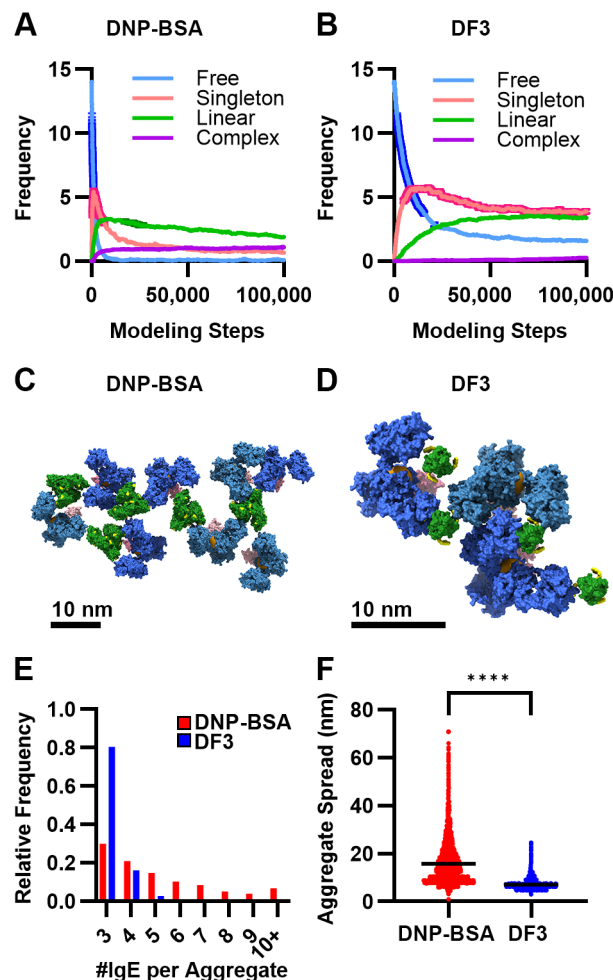 A
DNP-BSA
15
10
5
0
Frequency
Free
Singleton
Linear
Complex
0
50,000
100,000
Modeling Steps
B
DF3
15
10
5
0
Frequency
Free
Singleton
Linear
Complex
0
50,000
100,000
Modeling Steps
C
DNP-BSA
10 nm
D
DF3
10 nm
E
1.0
0.8
0.6
0.4
0.2
0.0
Relative Frequency
DNP-BSA
DF3
3
4
5
6
7
8
9
10+
#IgE per Aggregate
F
****
80
60
40
20
0
Aggregate Spread (nm)
DNP-BSA
DF3